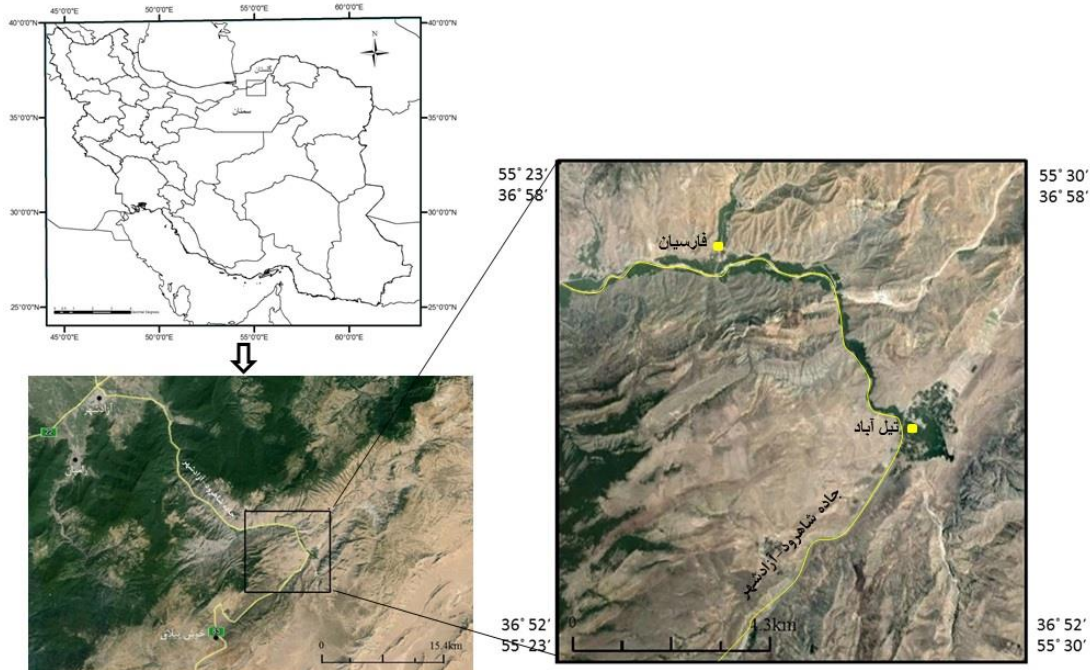 45°0'0"E 50°0'0"E 55°0'0"E 60°0'0"E
40°0'0"N 40°0'0"N
N
گلستان
سمنان
35°0'0"N 35°0'0"N
30°0'0"N 30°0'0"N
25°0'0"N 25°0'0"N
45°0'0"E 50°0'0"E 55°0'0"E 60°0'0"E
آزادشهر
22
جاده شاهرود- آزادشهر
خوش ییلاق
0 15.4km
55˚ 23′ 55˚ 30′
36˚ 58′ 36˚ 58′
فارسیان
تیل آباد
جاده شاهرود- آزادشهر
0 4.3km
36˚ 52′ 36˚ 52′
55˚ 23′ 55˚ 30′